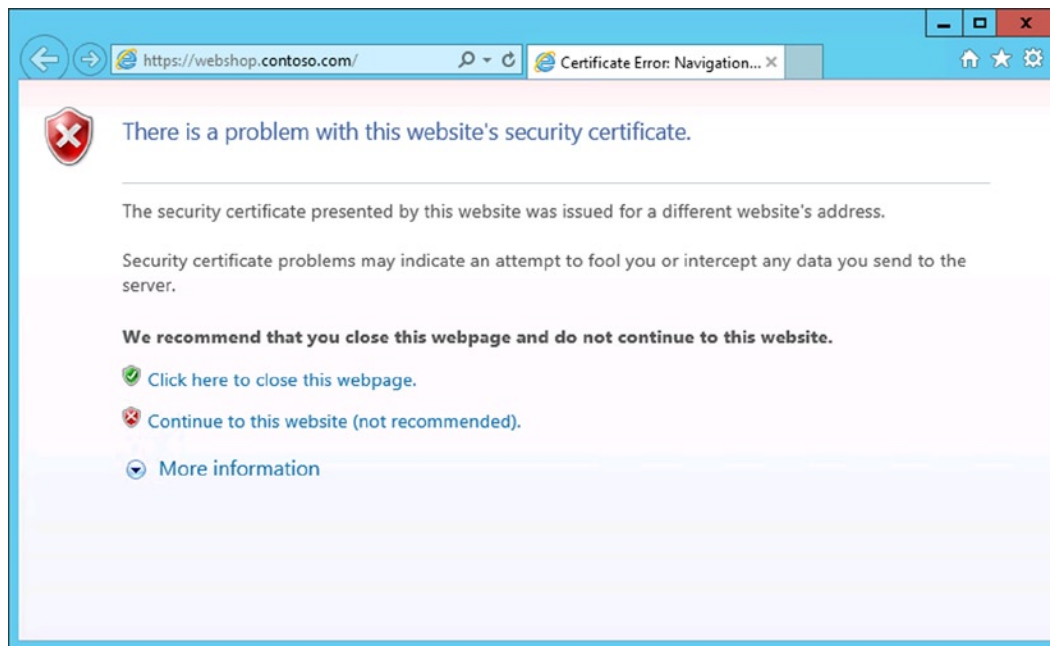 https://webshop.contoso.com/
Certificate Error: Navigation...
There is a problem with this website's security certificate.
The security certificate presented by this website was issued for a different website's address.
Security certificate problems may indicate an attempt to fool you or intercept any data you send to the
server.
We recommend that you close this webpage and do not continue to this website.
Click here to close this webpage.
Continue to this website (not recommended).
More information